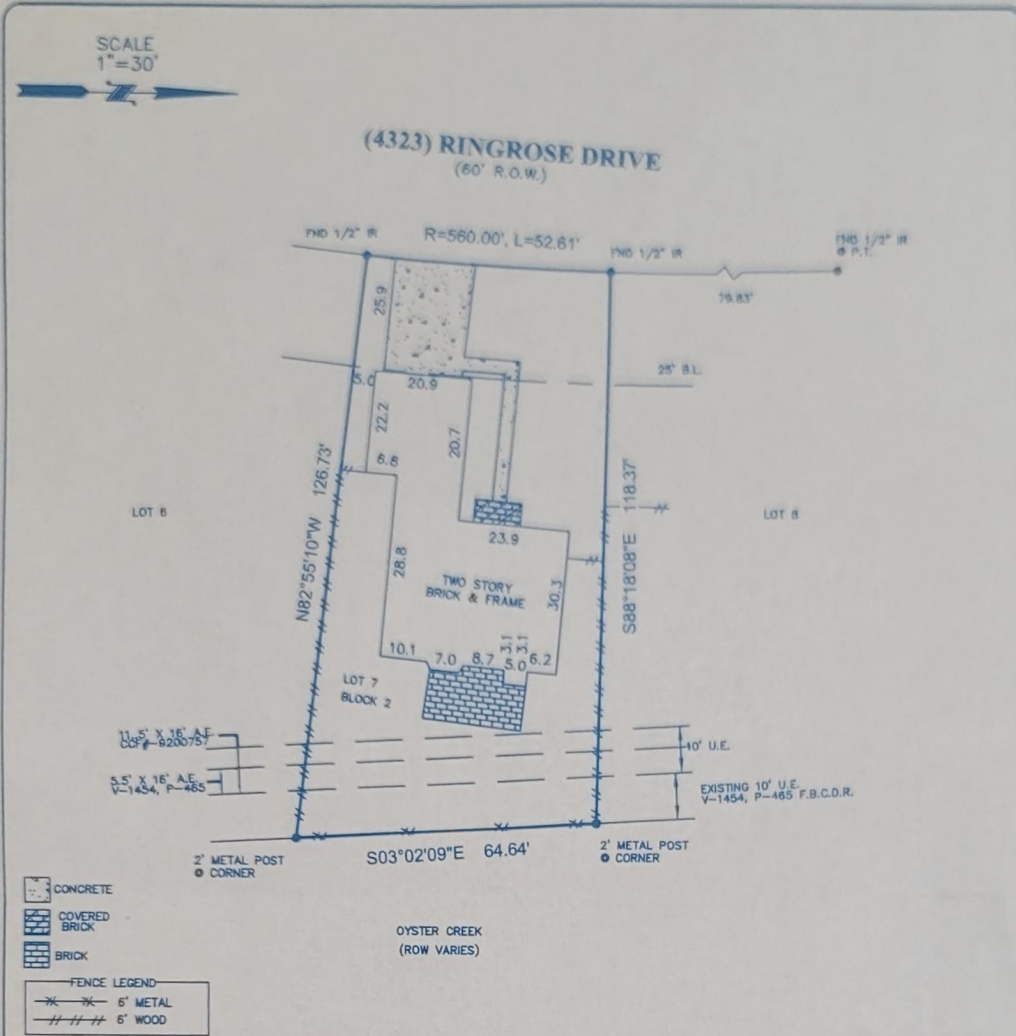 SCALE
1"=30'
(4323) RINGROSE DRIVE
(60' R.O.W.)
FND 1/2" IR
R=560.00', L=52.61'
FND 1/2" IR
FND 1/2" IR
@ P.T.
79.83'
25.9
25' B.L.
5.0
20.9
22.2
20.7
6.8
N82°55'10"W 126.73'
S88°18'08"E 118.37'
LOT 6
LOT 8
23.9
28.8
TWO STORY
BRICK & FRAME
30.3
10.1
7.0
8.7
3.1
3.1
5.0
6.2
LOT 7
BLOCK 2
11.5' X 16' A.E.
CCF#-9200757
10' U.E.
5.5' X 16' A.E.
V-1454, P-465
EXISTING 10' U.E.
V-1454, P-465 F.B.C.D.R.
S03°02'09"E 64.64'
2' METAL POST
@ CORNER
2' METAL POST
@ CORNER
CONCRETE
COVERED
BRICK
BRICK
OYSTER CREEK
(ROW VARIES)
FENCE LEGEND
6' METAL
6' WOOD